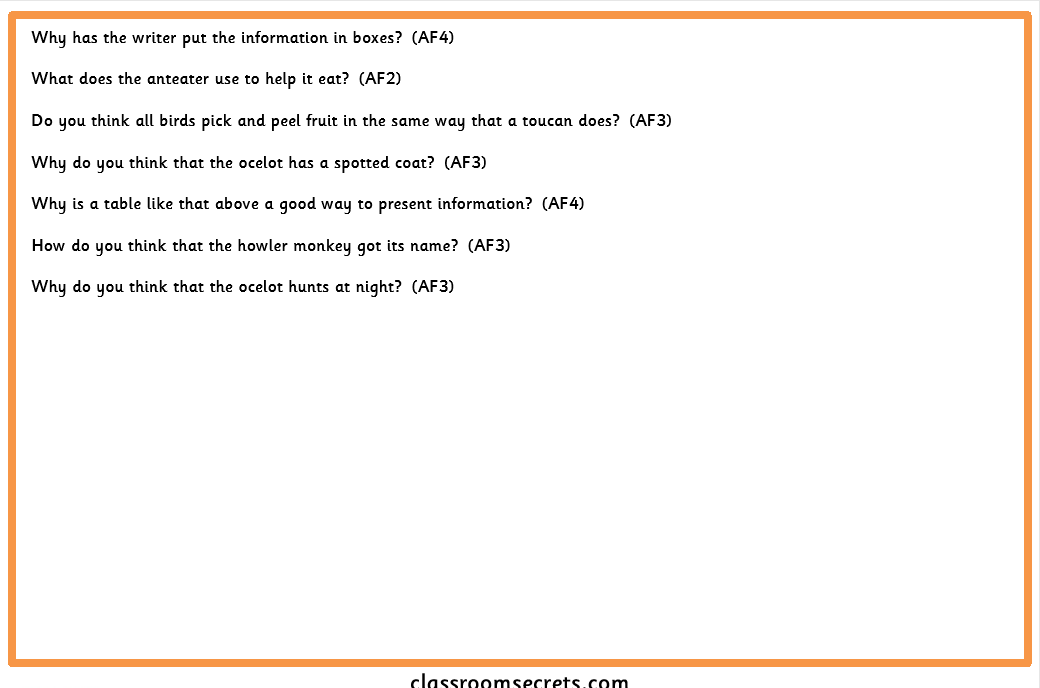 Why has the writer put the information in boxes? (AF4)
What does the anteater use to help it eat? (AF2)
Do you think all birds pick and peel fruit in the same way that a toucan does? (AF3)
Why do you think that the ocelot has a spotted coat? (AF3)
Why is a table like that above a good way to present information? (AF4)
How do you think that the howler monkey got its name? (AF3)
Why do you think that the ocelot hunts at night? (AF3)
classroomsecrets.com